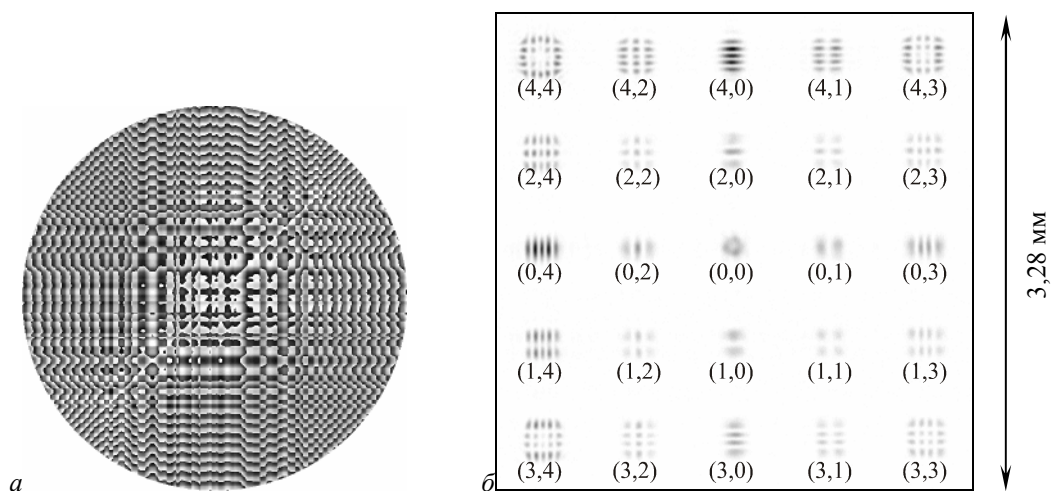 (4,4) (4,2) (4,0) (4,1) (4,3)
(2,4) (2,2) (2,0) (2,1) (2,3)
(0,4) (0,2) (0,0) (0,1) (0,3)
(1,4) (1,2) (1,0) (1,1) (1,3)
(3,4) (3,2) (3,0) (3,1) (3,3)
3,28 мм
а
б